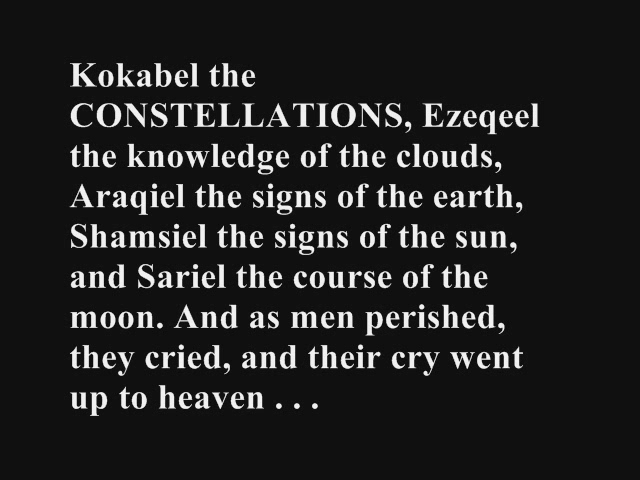 Kokabel the
CONSTELLATIONS, Ezeqeel
the knowledge of the clouds,
Araqiel the signs of the earth,
Shamsiel the signs of the sun,
and Sariel the course of the
moon. And as men perished,
they cried, and their cry went
up to heaven . . .